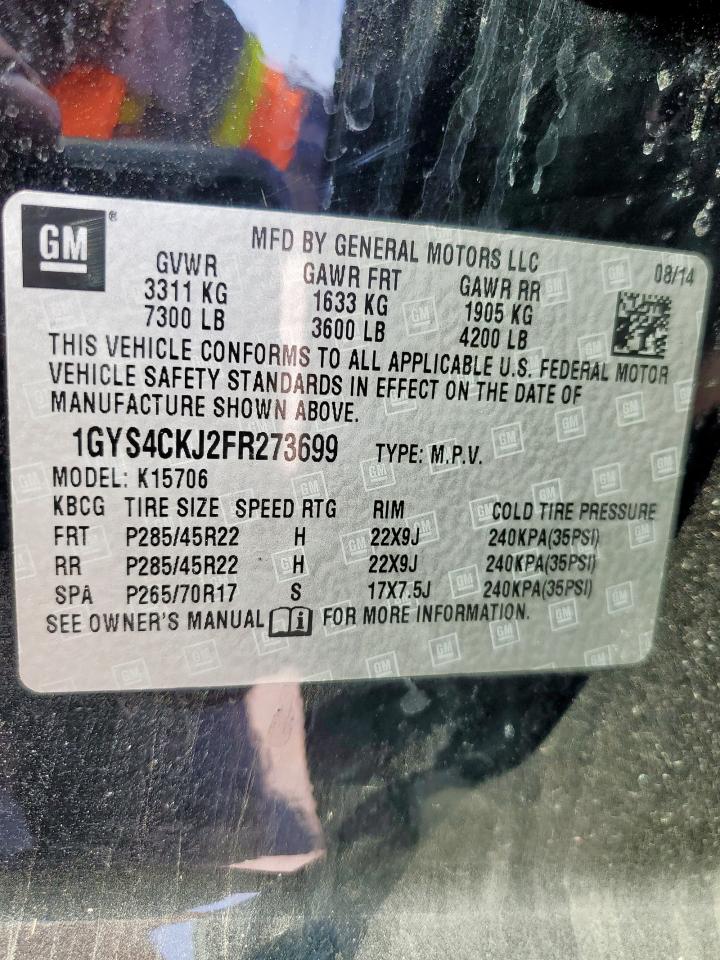 GM ®
MFD BY GENERAL MOTORS LLC
08/14
GVWR GAWR FRT GAWR RR
3311 KG 1633 KG 1905 KG
7300 LB 3600 LB 4200 LB
THIS VEHICLE CONFORMS TO ALL APPLICABLE U.S. FEDERAL MOTOR
VEHICLE SAFETY STANDARDS IN EFFECT ON THE DATE OF
MANUFACTURE SHOWN ABOVE.
1GYS4CKJ2FR273699 TYPE: M.P.V.
MODEL: K15706
KBCG TIRE SIZE SPEED RTG RIM COLD TIRE PRESSURE
FRT P285/45R22 H 22X9J 240KPA(35PSI)
RR P285/45R22 H 22X9J 240KPA(35PSI)
SPA P265/70R17 S 17X7.5J 240KPA(35PSI)
SEE OWNER'S MANUAL FOR MORE INFORMATION.